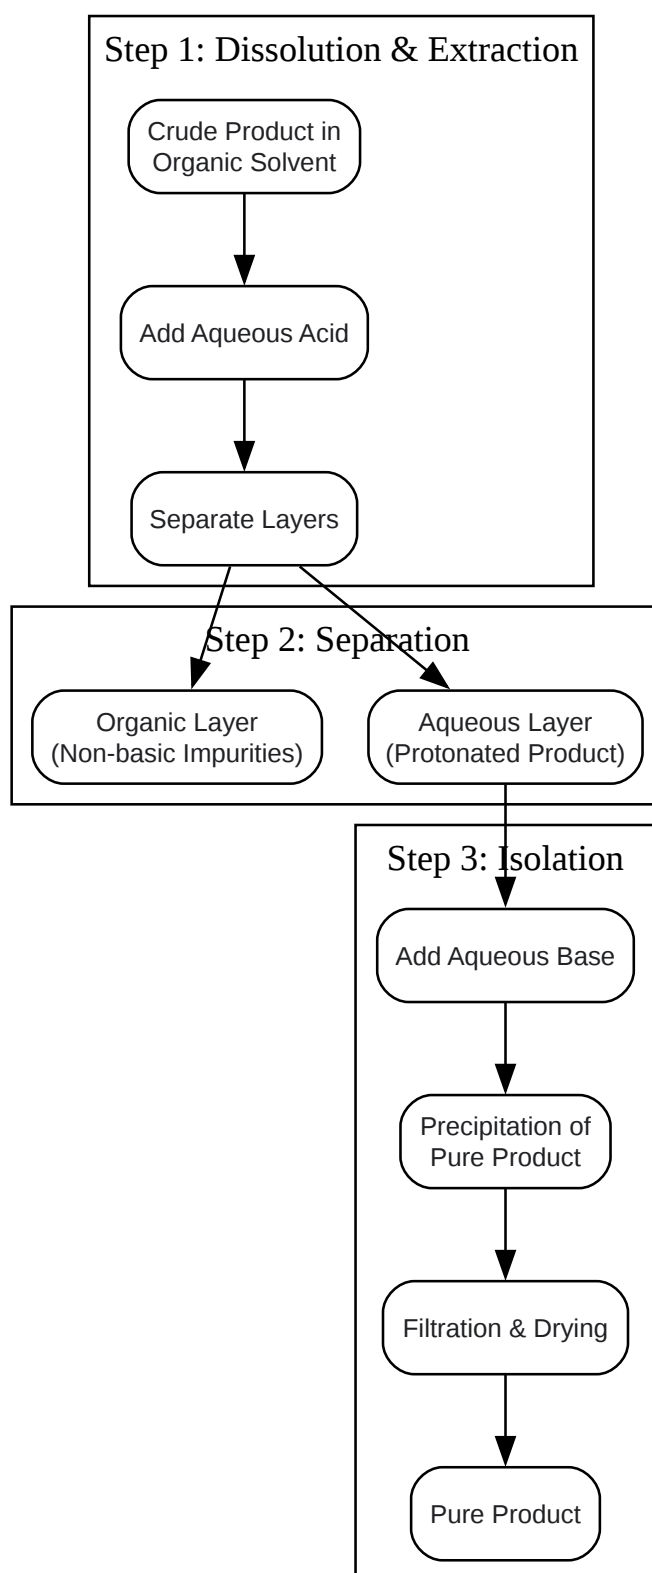 Step 1: Dissolution & Extraction
Crude Product in
Organic Solvent
Add Aqueous Acid
Separate Layers
Step 2: Separation
Organic Layer
(Non-basic Impurities)
Aqueous Layer
(Protonated Product)
Step 3: Isolation
Add Aqueous Base
Precipitation of
Pure Product
Filtration & Drying
Pure Product